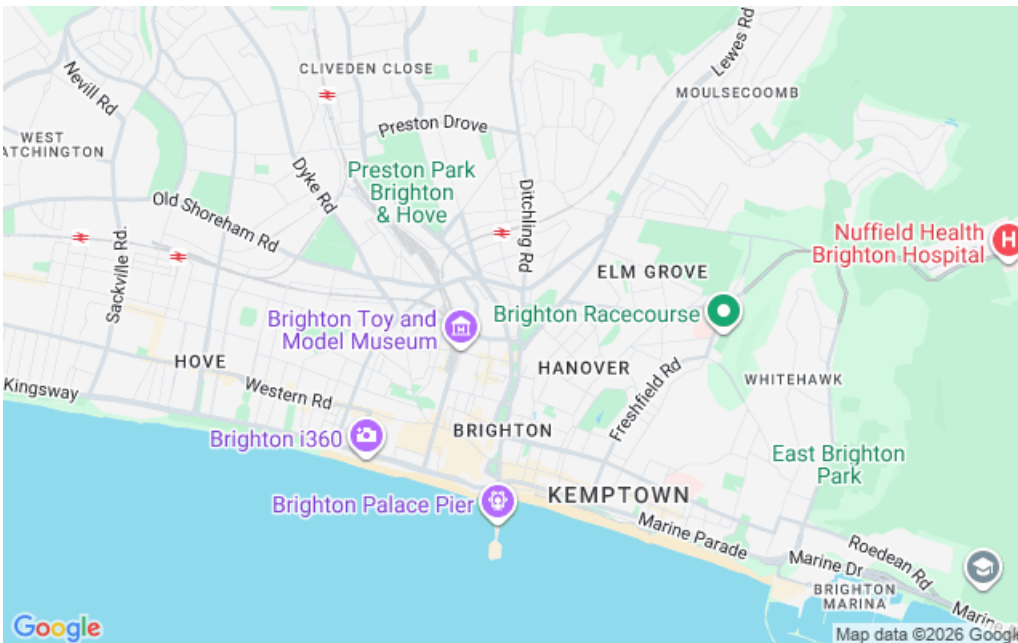 Lewes Rd
CLIVEDEN CLOSE
Nevill Rd
MOULSECOOMB
Preston Drove
WEST
ATCHINGTON
Preston Park
Brighton
& Hove
Dyke Rd
Ditchling Rd
Old Shoreham Rd
Sackville Rd.
Nuffield Health
Brighton Hospital
ELM GROVE
Brighton Racecourse
Brighton Toy and
Model Museum
HOVE
HANOVER
WHITEHAWK
Kingsway
Western Rd
Freshfield Rd
Brighton i360
BRIGHTON
East Brighton
Park
Brighton Palace Pier
KEMPTOWN
Marine Parade
Roedean Rd
Marine Dr
BRIGHTON
MARINA
Marine
Google
Map data ©2026 Google